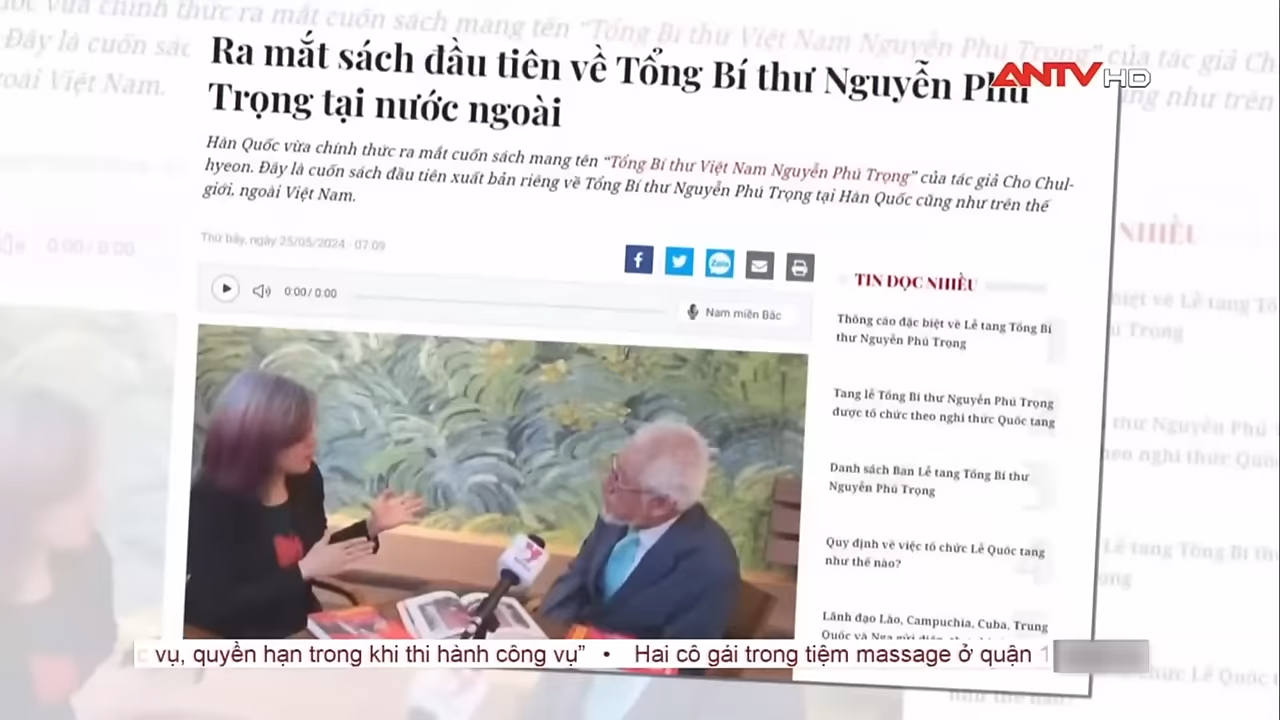 Ra mắt sách đầu tiên về Tổng Bí thư Nguyễn Phú
Trọng tại nước ngoài
ANTV HD
Hàn Quốc vừa chính thức ra mắt cuốn sách mang tên “Tổng Bí thư Việt Nam Nguyễn Phú Trọng” của tác giả Cho Chul-
hyeon. Đây là cuốn sách đầu tiên xuất bản riêng về Tổng Bí thư Nguyễn Phú Trọng tại Hàn Quốc cũng như trên thế
giới, ngoài Việt Nam.
Thứ bảy, ngày 25/05/2024 - 07:09
Zalo
0:00 / 0:00
Nam miền Bắc
TIN ĐỌC NHIỀU
Thông cáo đặc biệt về Lễ tang Tổng Bí
thư Nguyễn Phú Trọng
Tang lễ Tổng Bí thư Nguyễn Phú Trọng
được tổ chức theo nghi thức Quốc tang
Danh sách Ban Lễ tang Tổng Bí thư
Nguyễn Phú Trọng
Quy định về việc tổ chức Lễ Quốc tang
như thế nào?
Lãnh đạo Lào, Campuchia, Cuba, Trung
Quốc và Nga gửi điện
vụ, quyền hạn trong khi thi hành công vụ” • Hai cô gái trong tiệm massage ở quận 1